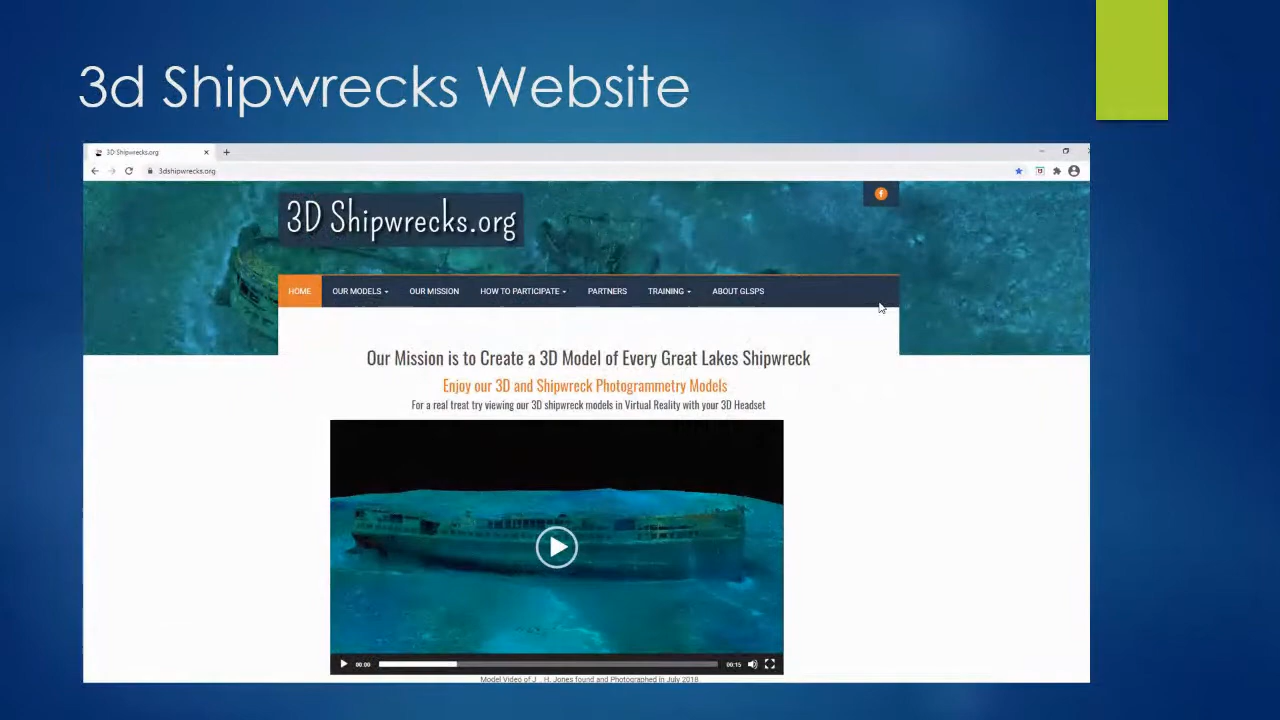 3d Shipwrecks Website
3D Shipwrecks.org
3dshipwrecks.org
3D Shipwrecks.org
HOME OUR MODELS OUR MISSION HOW TO PARTICIPATE PARTNERS TRAINING ABOUT GLSPS
Our Mission is to Create a 3D Model of Every Great Lakes Shipwreck
Enjoy our 3D and Shipwreck Photogrammetry Models
For a real treat try viewing our 3D shipwreck models in Virtual Reality with your 3D Headset
00:00 00:15
Model Video of J . H. Jones found and Photographed in July 2018